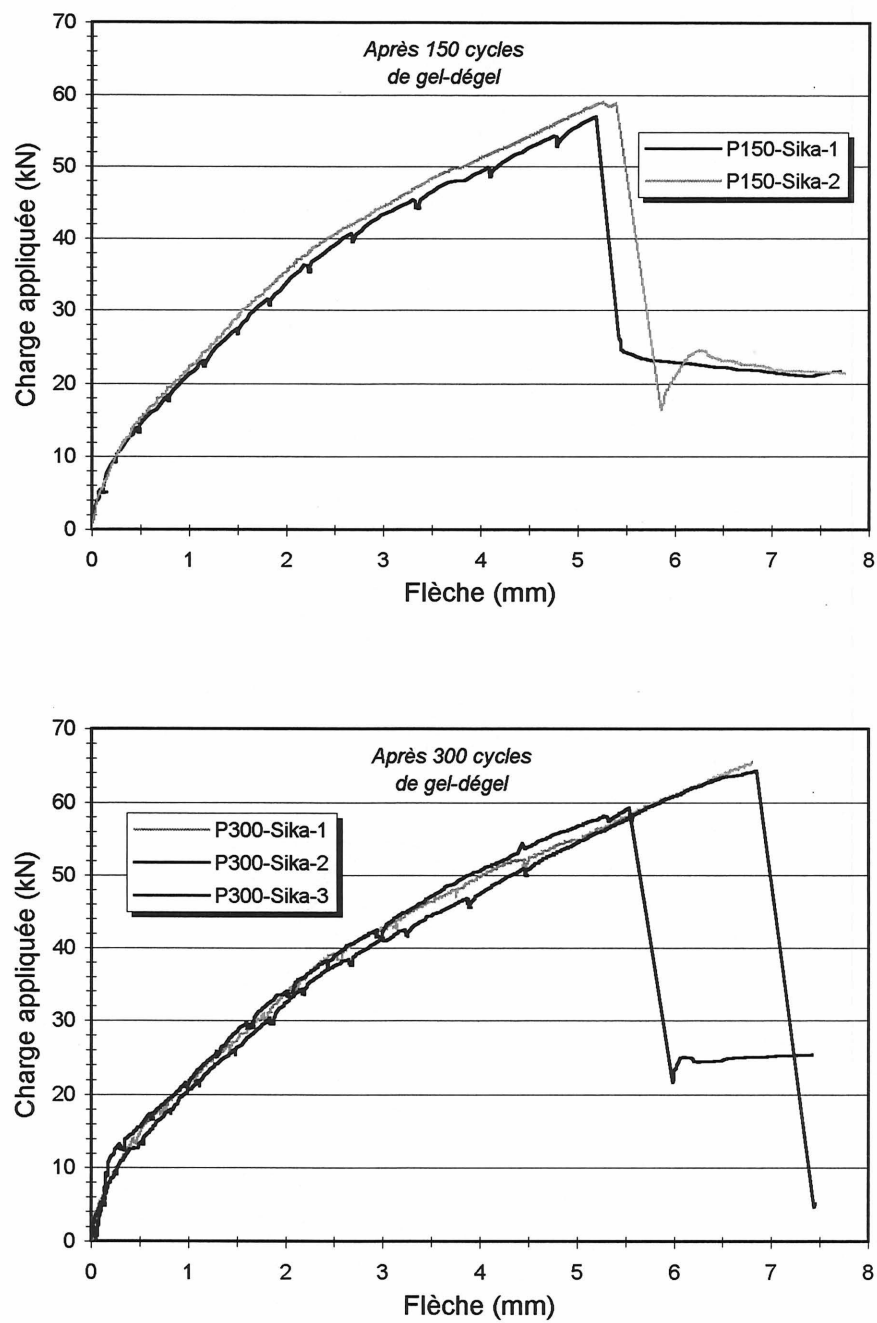 70
60
50
40
30
20
10
0
Charge appliquée (kN)
Après 150 cycles
de gel-dégel
P150-Sika-1
P150-Sika-2
0 1 2 3 4 5 6 7 8
Flèche (mm)
70
60
50
40
30
20
10
0
Charge appliquée (kN)
Après 300 cycles
de gel-dégel
P300-Sika-1
P300-Sika-2
P300-Sika-3
0 1 2 3 4 5 6 7 8
Flèche (mm)